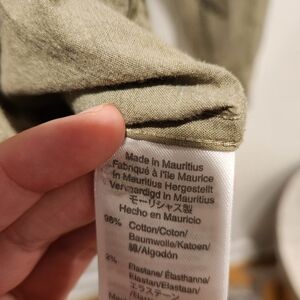 Made in Mauritius
Fabriqué à l'île Maurice
In Mauritius Hergestellt
Vervaardigd in Mauritius
モーリシャス製
Hecho en Mauricio
98% Cotton/Coton/
Baumwolle/Katoen/
綿/Algodón
2% Elastane/Élasthanne/
Elastan/Elastaan/
エラステーン/